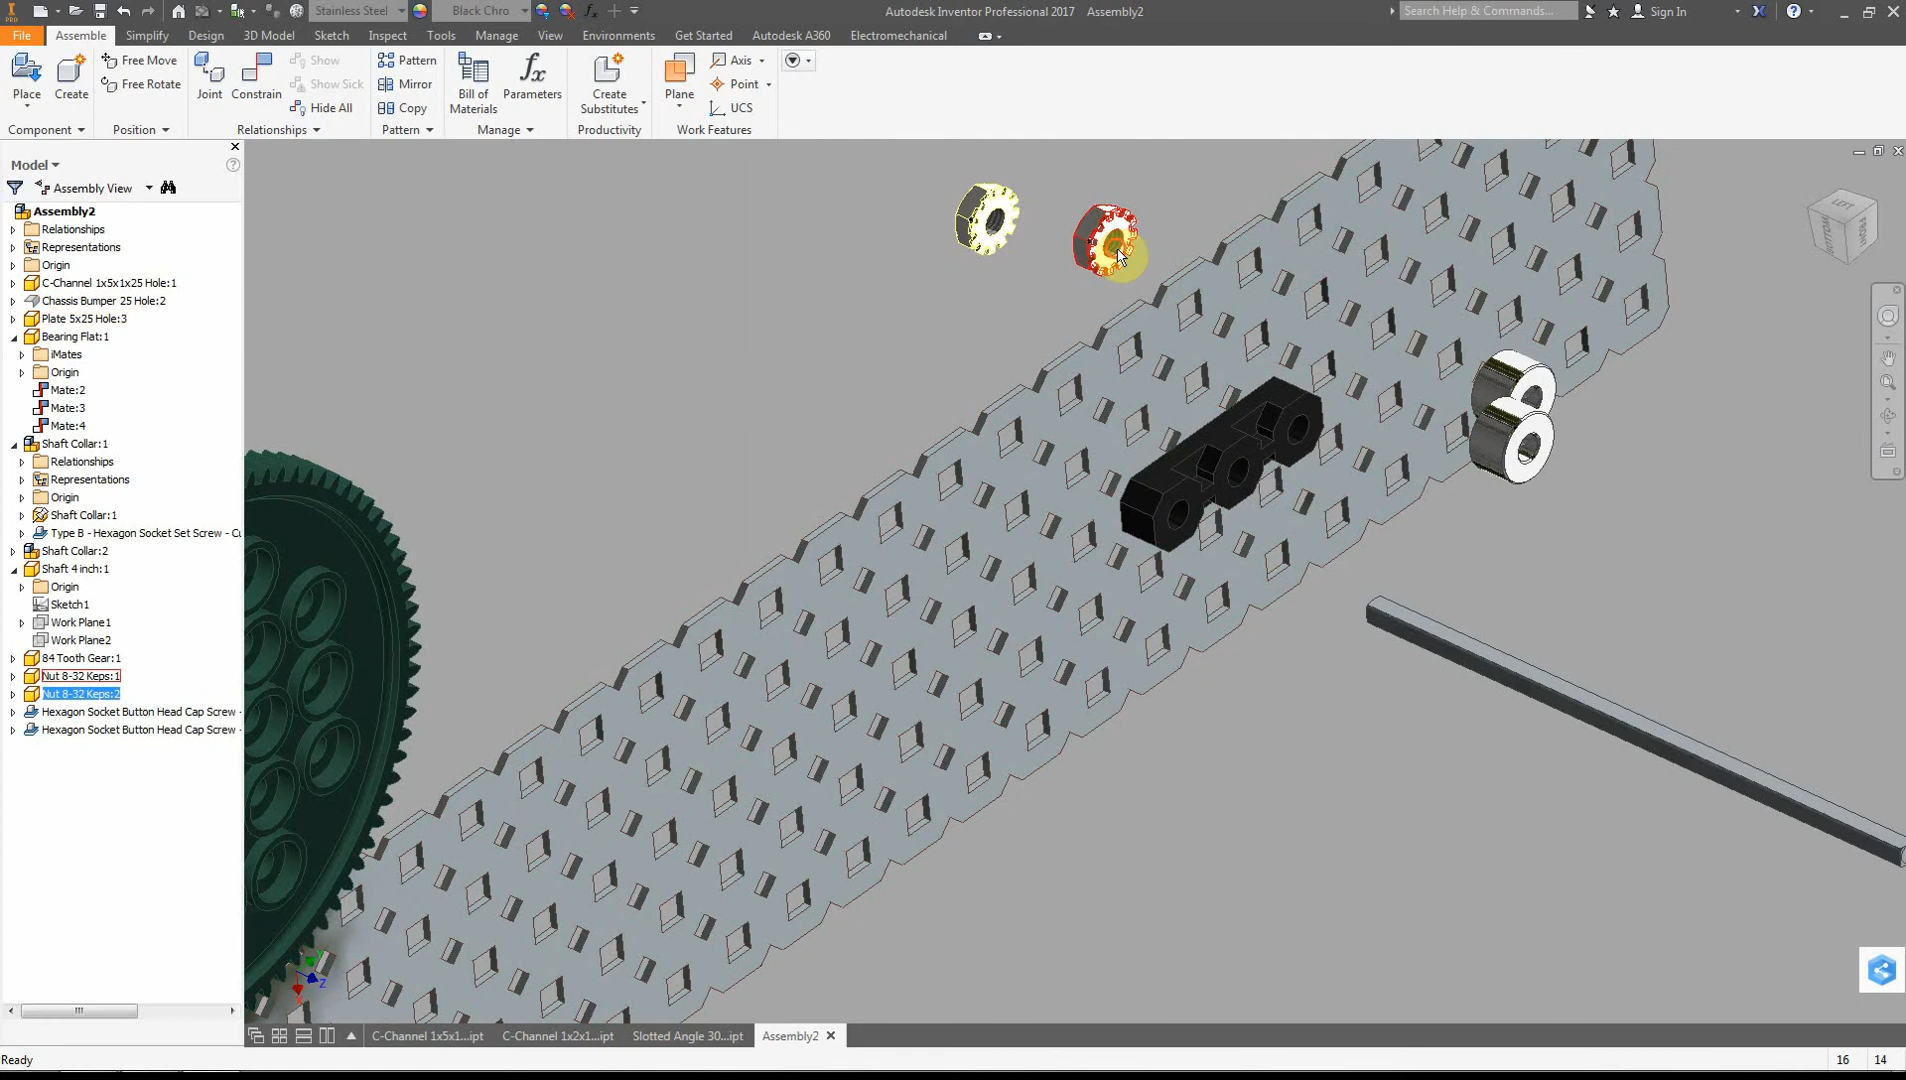 Stainless Steel
Black Chro
Autodesk Inventor Professional 2017 Assembly2
Search Help & Commands...
Sign In
PRO
File
Assemble
Simplify
Design
3D Model
Sketch
Inspect
Tools
Manage
View
Environments
Get Started
Autodesk A360
Electromechanical
Place
Create
Free Move
Free Rotate
Joint
Constrain
Show
Show Sick
Hide All
Pattern
Mirror
Copy
Bill of
Materials
Parameters
Create
Substitutes
Plane
Axis
Point
UCS
Component
Position
Relationships
Pattern
Manage
Productivity
Work Features
Model
Assembly View
Assembly2
Relationships
Representations
Origin
C-Channel 1x5x1x25 Hole:1
Chassis Bumper 25 Hole:2
Plate 5x25 Hole:3
Bearing Flat:1
iMates
Origin
Mate:2
Mate:3
Mate:4
Shaft Collar:1
Relationships
Representations
Origin
Shaft Collar:1
Type B - Hexagon Socket Set Screw - Cu
Shaft Collar:2
Shaft 4 inch:1
Origin
Sketch1
Work Plane1
Work Plane2
84 Tooth Gear:1
Nut 8-32 Keps:1
Nut 8-32 Keps:2
Hexagon Socket Button Head Cap Screw -
Hexagon Socket Button Head Cap Screw -
BOTTOM
Z
C-Channel 1x5x1...ipt
C-Channel 1x2x1...ipt
Slotted Angle 30...ipt
Assembly2
Ready
16
14